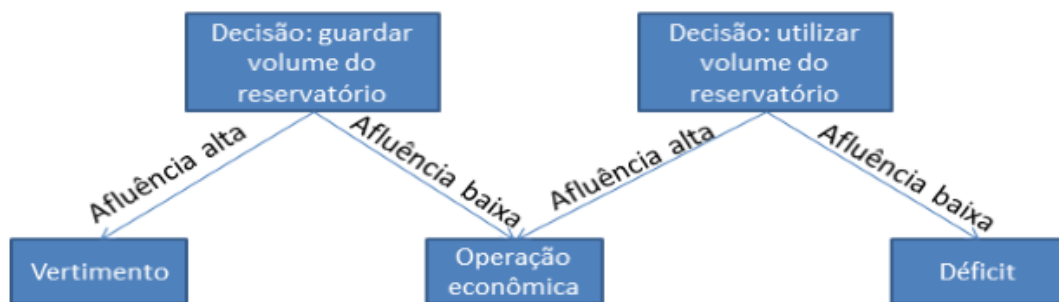 Decisão: guardar
volume do
reservatório
Decisão: utilizar
volume do
reservatório
Afluência alta
Afluência baixa
Afluência alta
Afluência baixa
Vertimento
Operação
econômica
Déficit